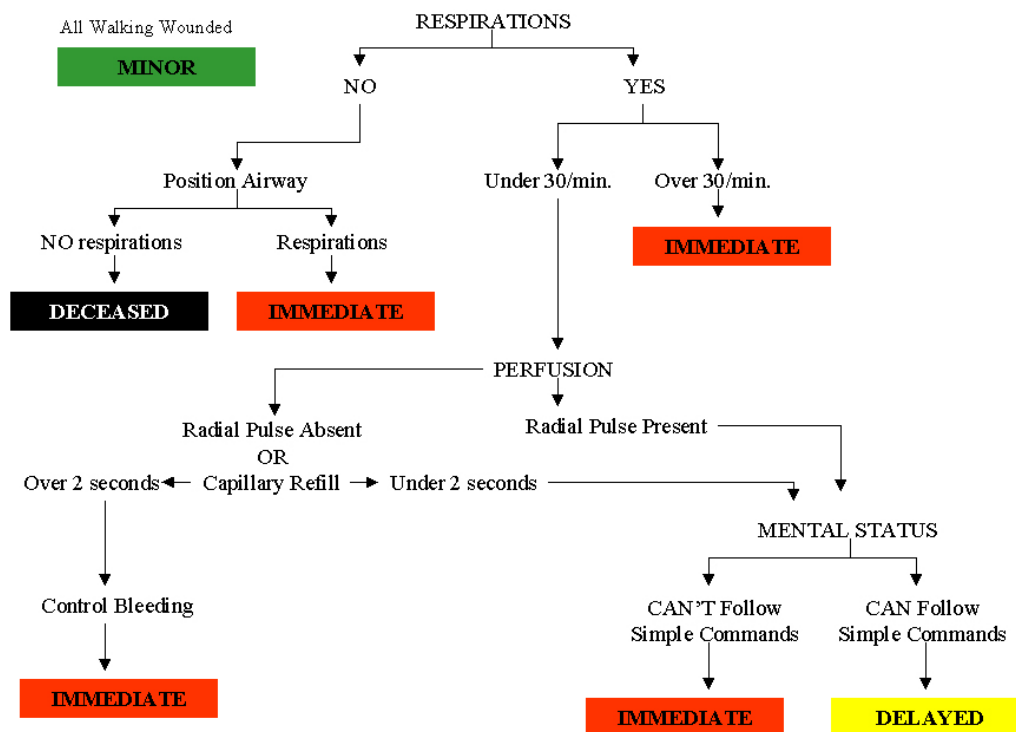 All Walking Wounded
MINOR
RESPIRATIONS
NO
YES
Position Airway
Under 30/min.
Over 30/min.
NO respirations
Respirations
IMMEDIATE
DECEASED
IMMEDIATE
PERFUSION
Radial Pulse Absent
OR
Radial Pulse Present
Over 2 seconds
Capillary Refill
Under 2 seconds
MENTAL STATUS
Control Bleeding
CAN'T Follow
Simple Commands
CAN Follow
Simple Commands
IMMEDIATE
IMMEDIATE
DELAYED